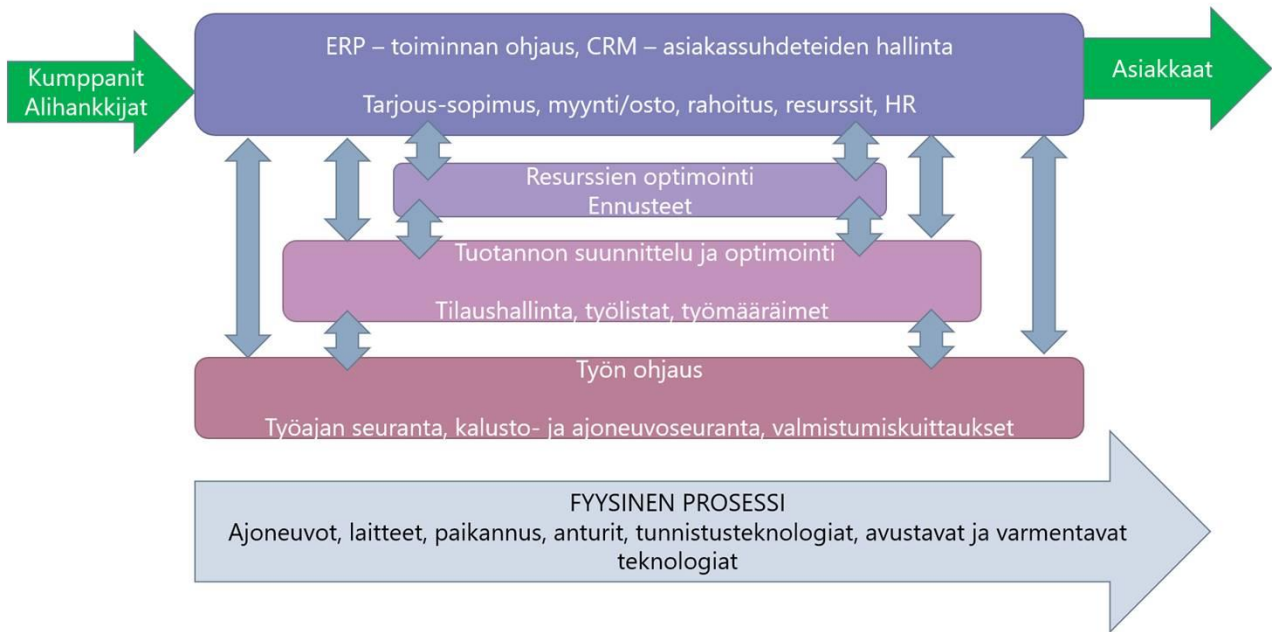 Kumppanit
Alihankkijat
ERP – toiminnan ohjaus, CRM – asiakassuhdeteiden hallinta
Tarjous-sopimus, myynti/osto, rahoitus, resurssit, HR
Asiakkaat
Resurssien optimointi
Ennusteet
Tuotannon suunnittelu ja optimointi
Tilaushallinta, työlistat, työmääräimet
Työn ohjaus
Työajan seuranta, kalusto- ja ajoneuvoseuranta, valmistumiskuittaukset
FYYSINEN PROSESSI
Ajoneuvot, laitteet, paikannus, anturit, tunnistusteknologiat, avustavat ja varmentavat
teknologiat